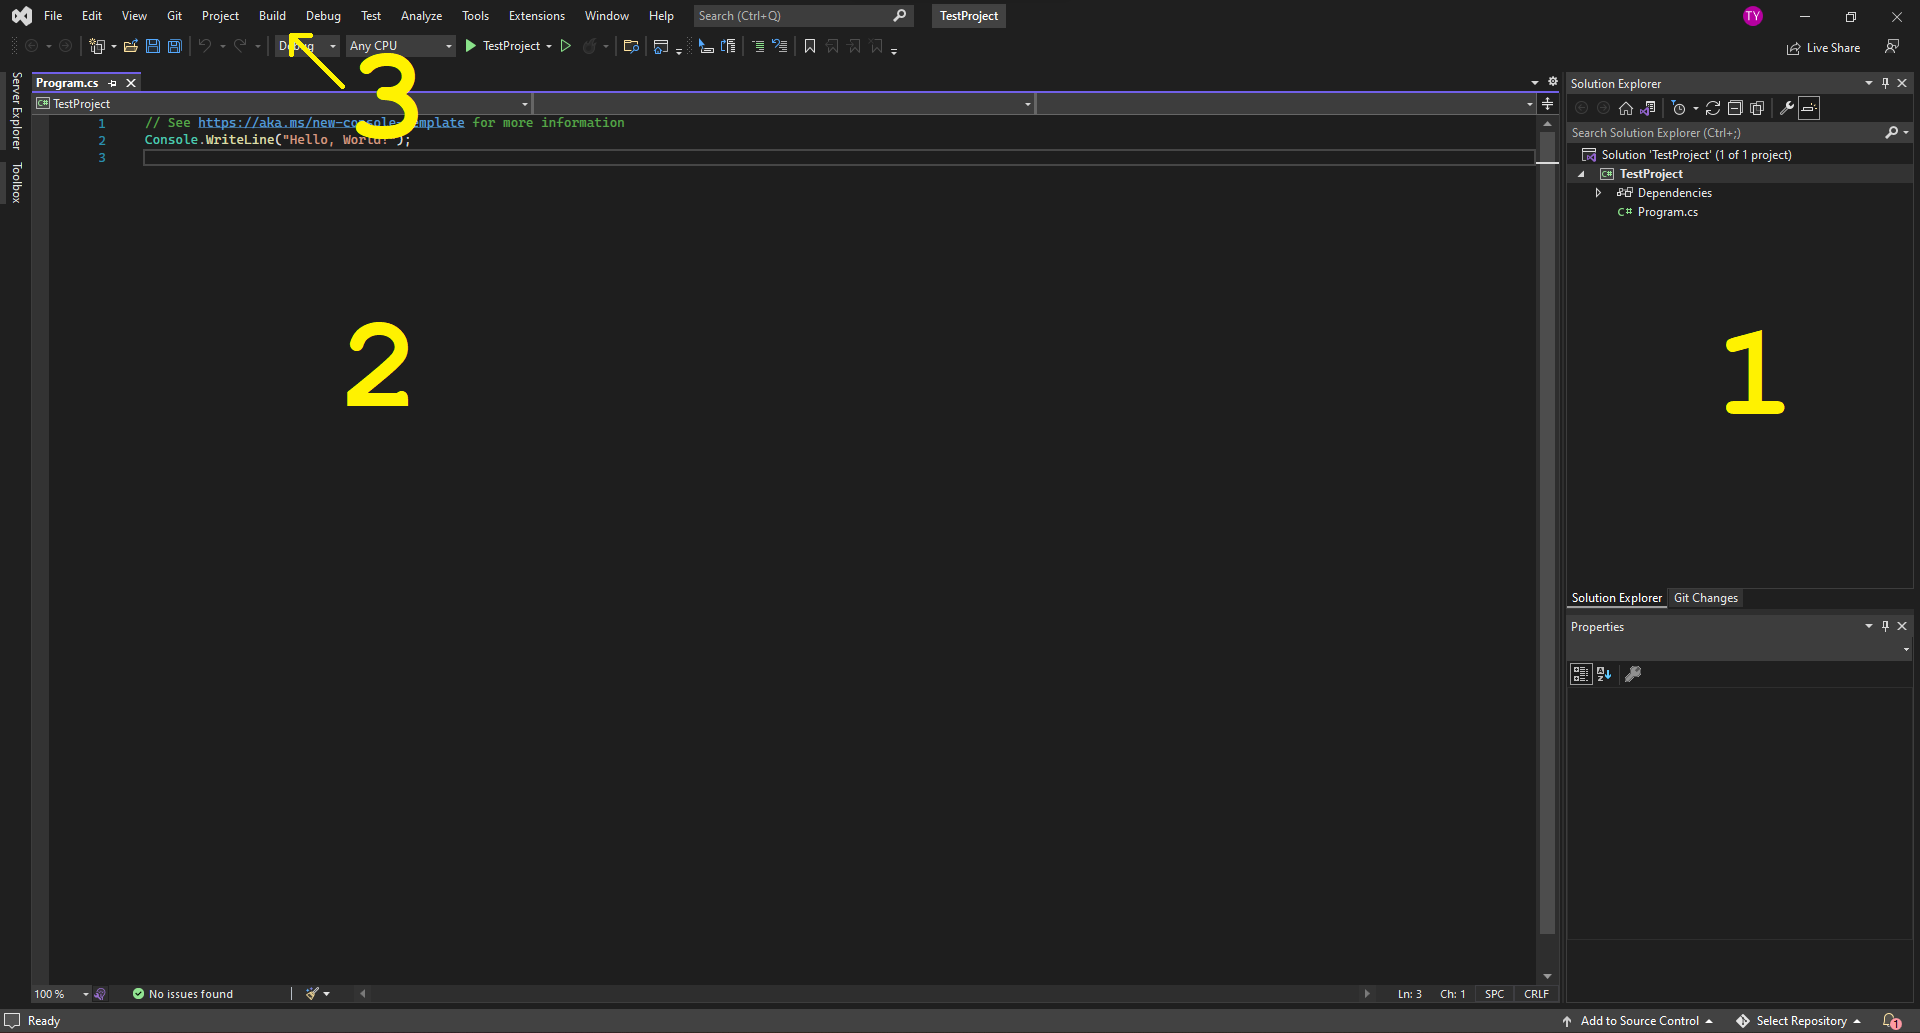 File Edit View Git Project Build Debug Test Analyze Tools Extensions Window Help Search (Ctrl+Q) TestProject TY
Debug Any CPU TestProject Live Share
3
Server Explorer
Toolbox
Program.cs
TestProject
1 // See https://aka.ms/new-console-template for more information
2 Console.WriteLine("Hello, World!");
3
2
Solution Explorer
Search Solution Explorer (Ctrl+;)
Solution 'TestProject' (1 of 1 project)
C# TestProject
Dependencies
C# Program.cs
1
Solution Explorer Git Changes
Properties
100 % No issues found Ln: 3 Ch: 1 SPC CRLF
Ready Add to Source Control Select Repository 1